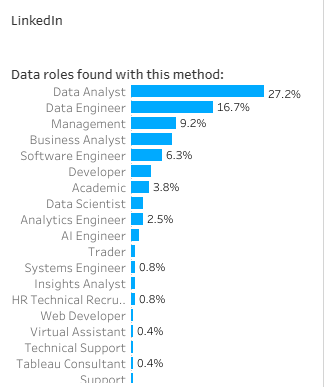 LinkedIn
Data roles found with this method:
Data Analyst 27.2%
Data Engineer 16.7%
Management 9.2%
Business Analyst
Software Engineer 6.3%
Developer
Academic 3.8%
Data Scientist
Analytics Engineer 2.5%
AI Engineer
Trader
Systems Engineer 0.8%
Insights Analyst
HR Technical Recru.. 0.8%
Web Developer
Virtual Assistant 0.4%
Technical Support
Tableau Consultant 0.4%
Support